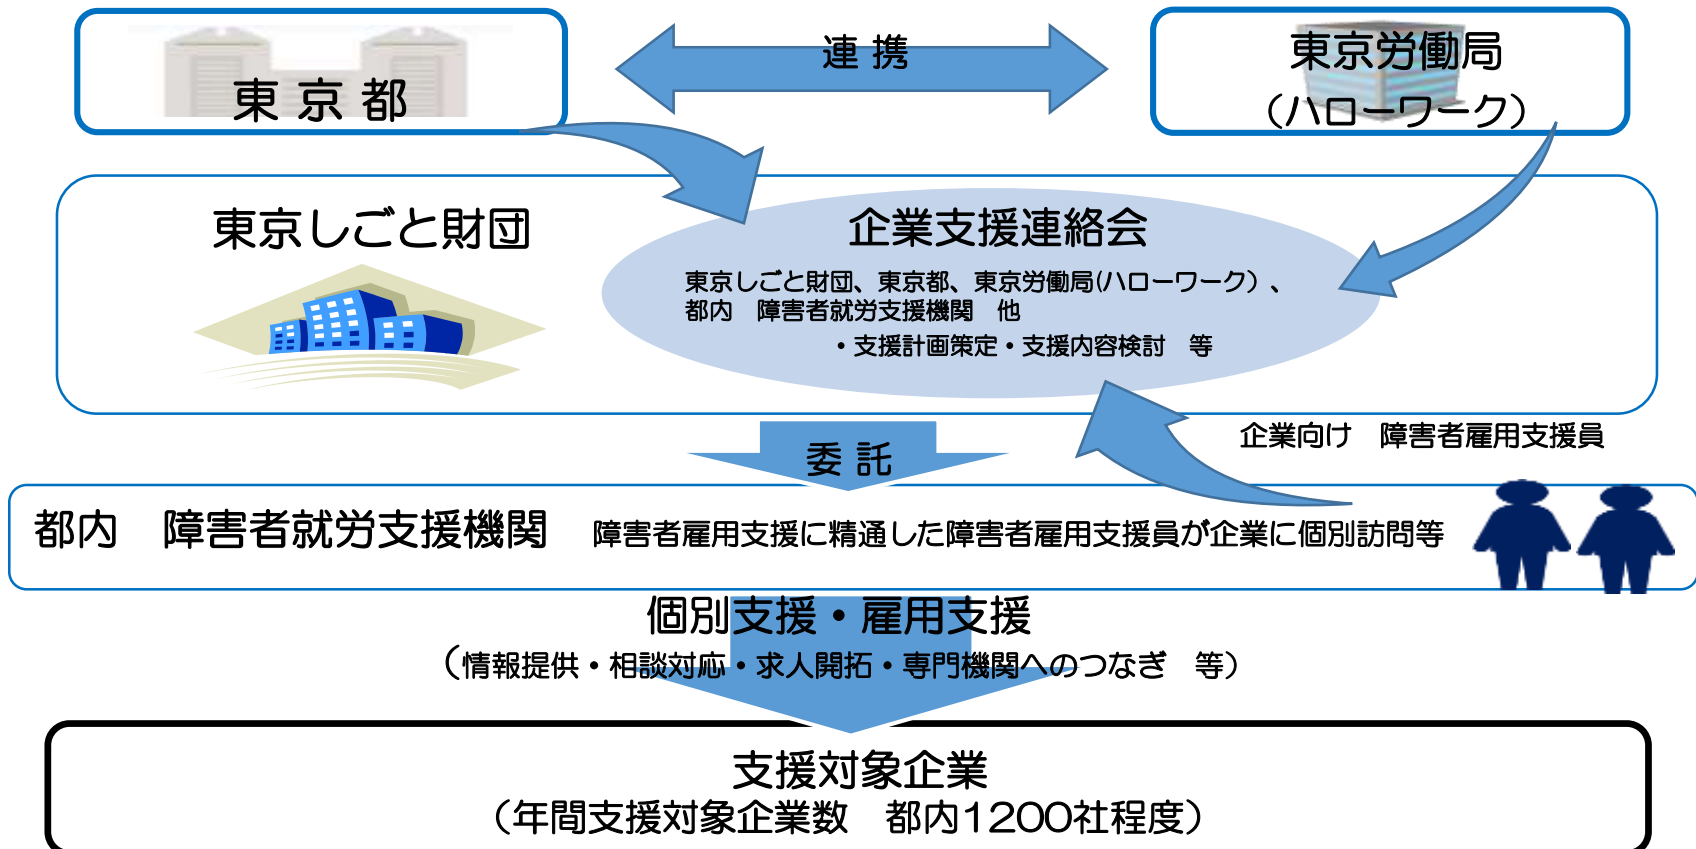 東 京 都
連 携
東京労働局
（ハローワーク）
東京しごと財団
企業支援連絡会
東京しごと財団、東京都、東京労働局(ハローワーク）、
都内　障害者就労支援機関　他
・支援計画策定・支援内容検討　等
委 託
企業向け　障害者雇用支援員
都内　障害者就労支援機関　障害者雇用支援に精通した障害者雇用支援員が企業に個別訪問等
個別支援・雇用支援
（情報提供・相談対応・求人開拓・専門機関へのつなぎ　等）
支援対象企業
（年間支援対象企業数　都内1200社程度）